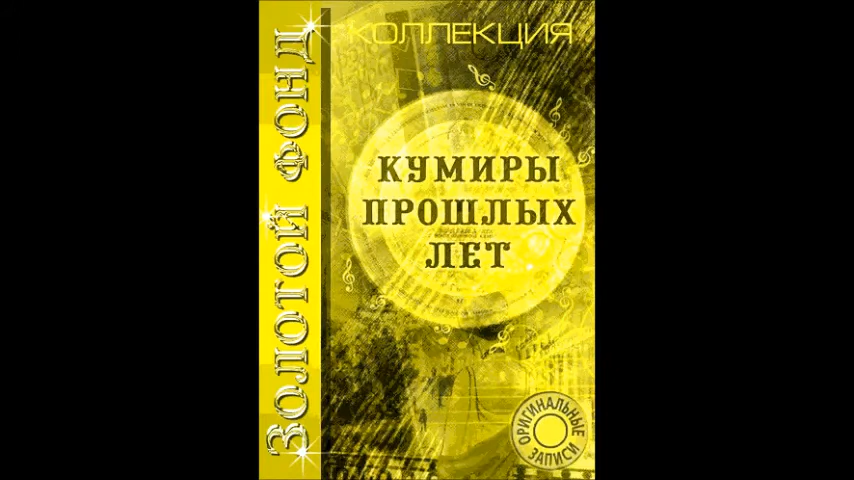 КОЛЛЕКЦИЯ
Золотой фонд
КУМИРЫ
ПРОШЛЫХ
ЛЕТ
ОРИГИНАЛЬНЫЕ
ЗАПИСИ